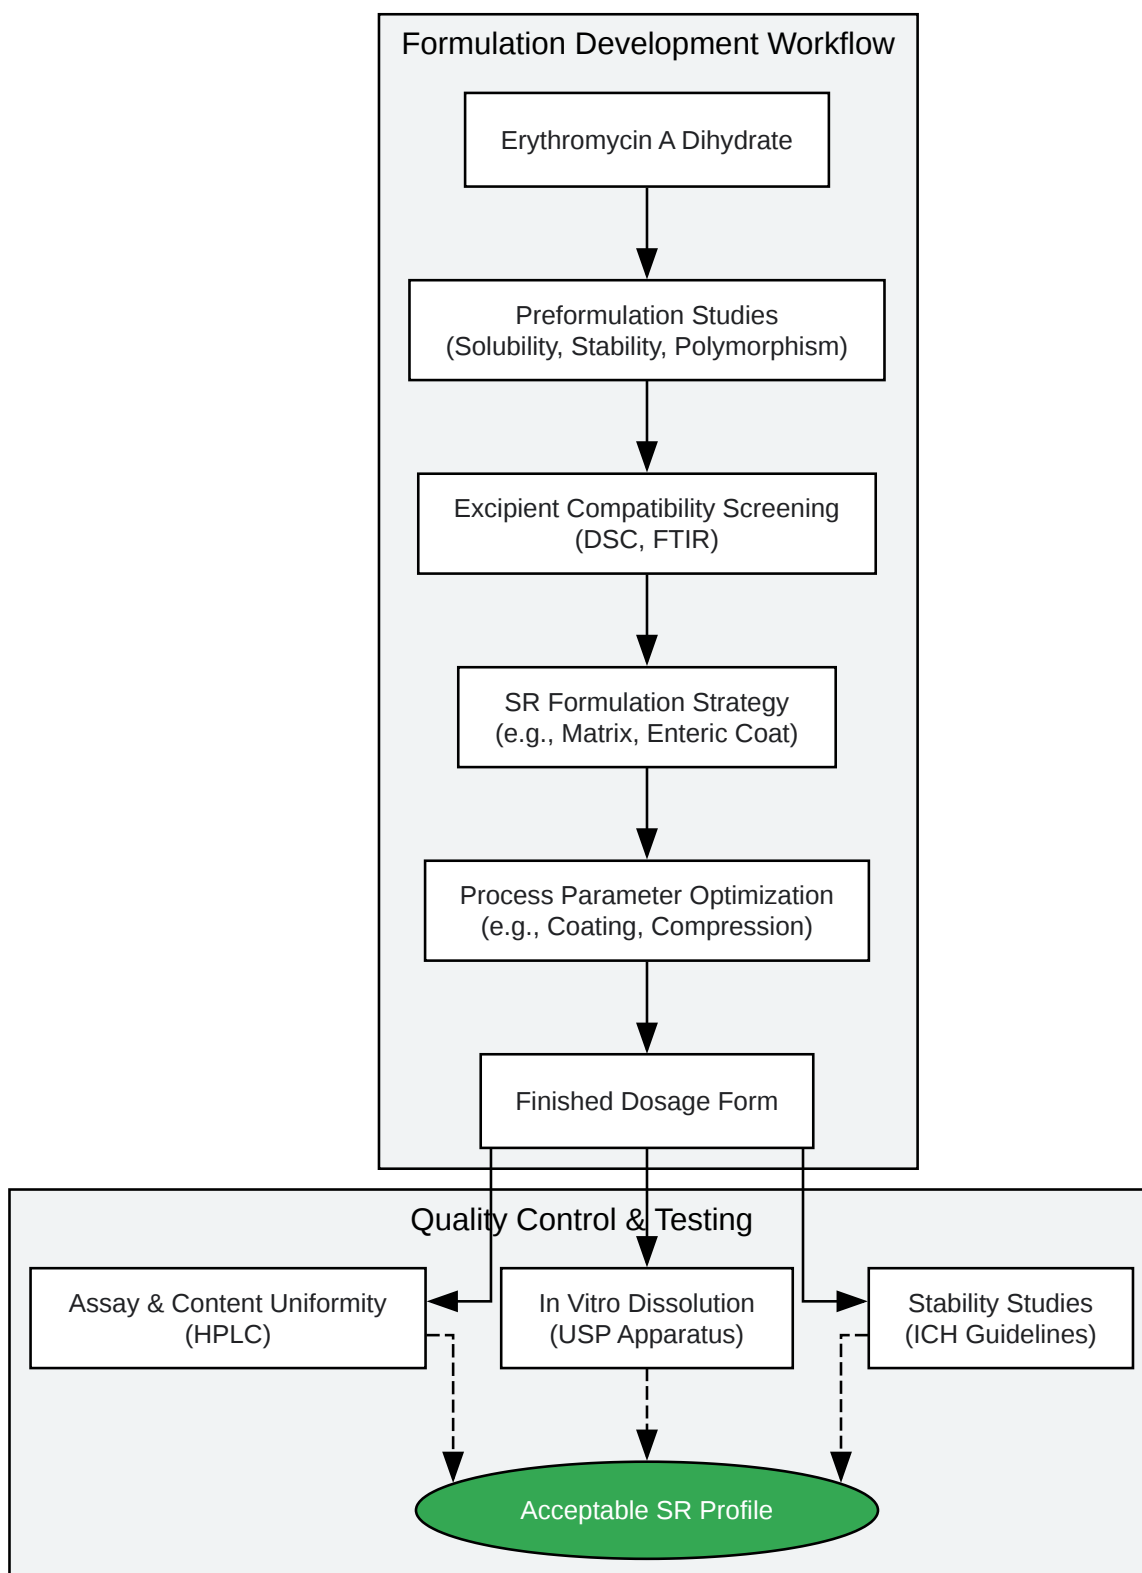 Formulation Development Workflow
Erythromycin A Dihydrate
Preformulation Studies
(Solubility, Stability, Polymorphism)
Excipient Compatibility Screening
(DSC, FTIR)
SR Formulation Strategy
(e.g., Matrix, Enteric Coat)
Process Parameter Optimization
(e.g., Coating, Compression)
Finished Dosage Form
Quality Control & Testing
Assay & Content Uniformity
(HPLC)
In Vitro Dissolution
(USP Apparatus)
Stability Studies
(ICH Guidelines)
Acceptable SR Profile